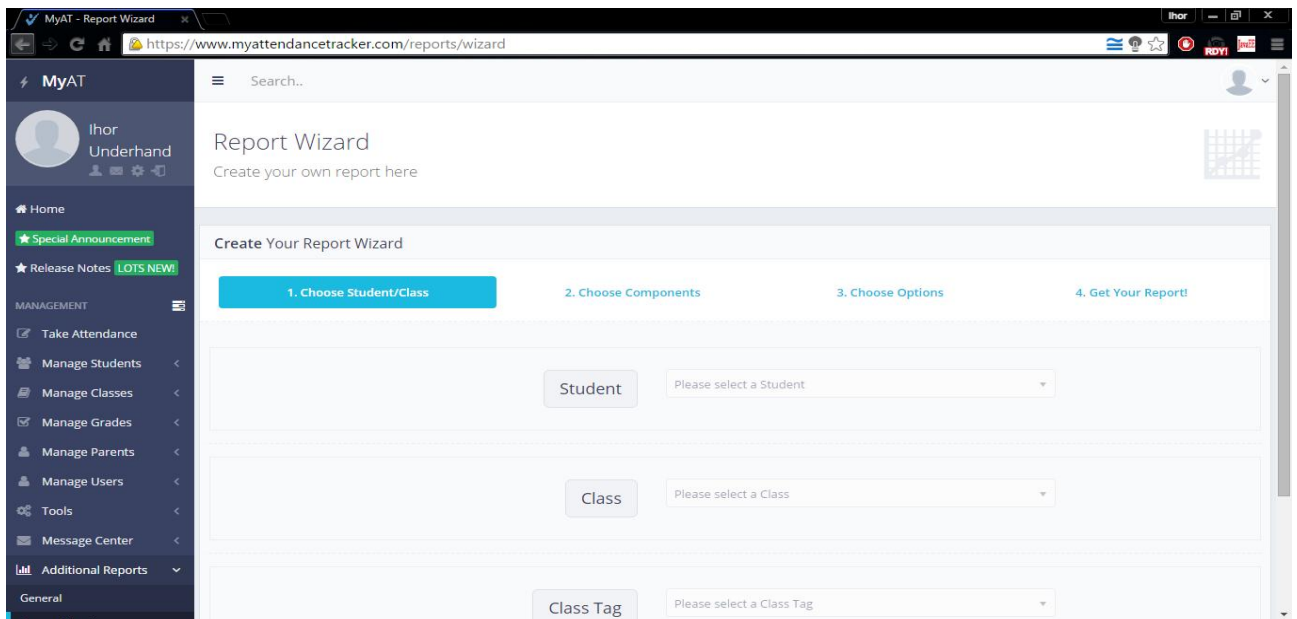 MyAT - Report Wizard
Ihor
https://www.myattendancetracker.com/reports/wizard
RDY!
MyAT
Search..
Ihor
Underhand
Report Wizard
Create your own report here
Home
Special Announcement
Release Notes LOTS NEW!
MANAGEMENT
Take Attendance
Manage Students
Manage Classes
Manage Grades
Manage Parents
Manage Users
Tools
Message Center
Additional Reports
General
Create Your Report Wizard
1. Choose Student/Class 2. Choose Components 3. Choose Options 4. Get Your Report!
Student Please select a Student
Class Please select a Class
Class Tag Please select a Class Tag